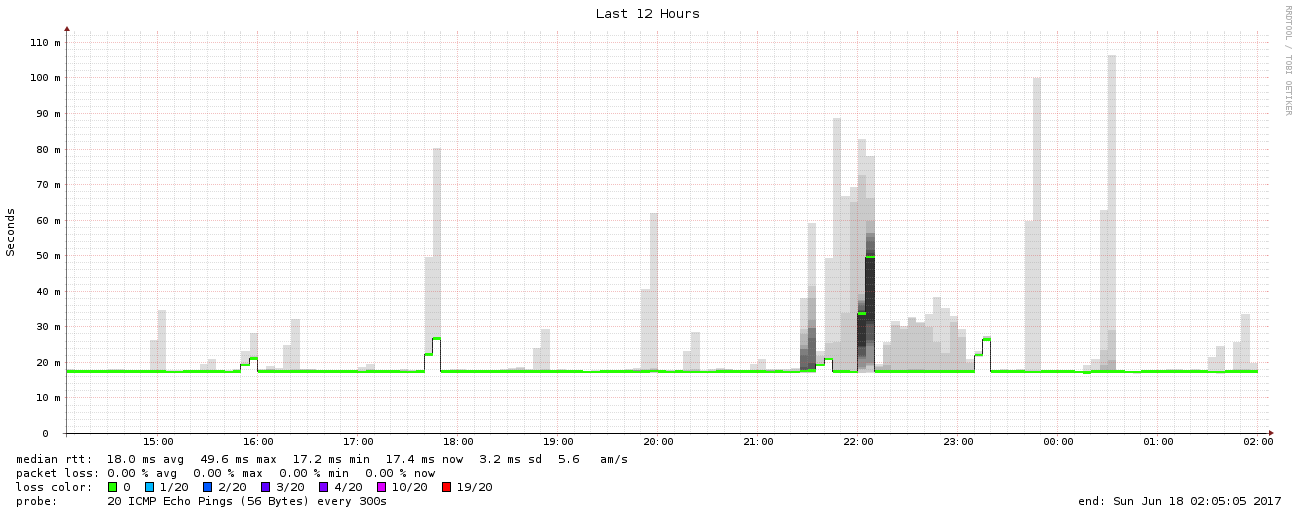 Last 12 Hours
RRDTOOL / TOBI OETIKER
Seconds
110 m
100 m
90 m
80 m
70 m
60 m
50 m
40 m
30 m
20 m
10 m
0
15:00 16:00 17:00 18:00 19:00 20:00 21:00 22:00 23:00 00:00 01:00 02:00
median rtt: 18.0 ms avg 49.6 ms max 17.2 ms min 17.4 ms now 3.2 ms sd 5.6 am/s
packet loss: 0.00 % avg 0.00 % max 0.00 % min 0.00 % now
loss color: 0 1/20 2/20 3/20 4/20 10/20 19/20
probe: 20 ICMP Echo Pings (56 Bytes) every 300s end: Sun Jun 18 02:05:05 2017